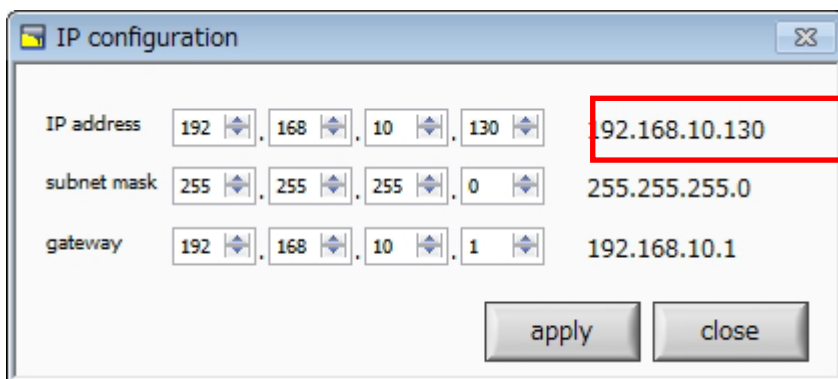 IP configuration
IP address 192 . 168 . 10 . 130 192.168.10.130
subnet mask 255 . 255 . 255 . 0 255.255.255.0
gateway 192 . 168 . 10 . 1 192.168.10.1
apply close